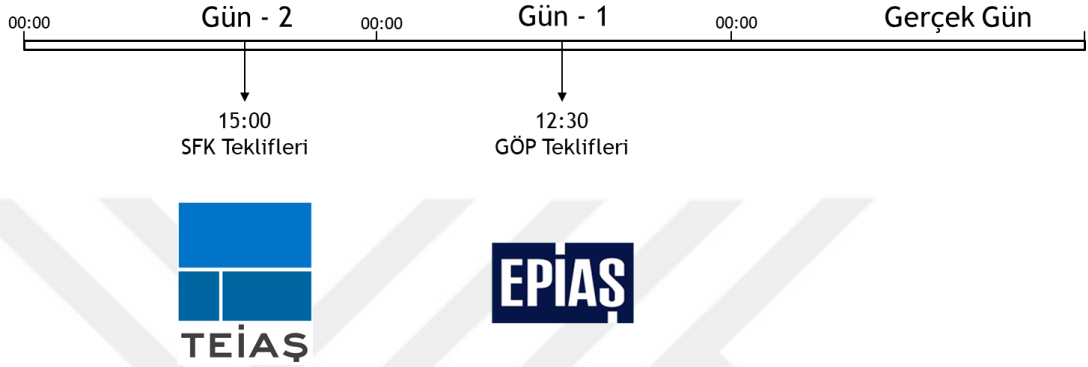 00:00 Gün - 2 00:00 Gün - 1 00:00 Gerçek Gün
15:00
SFK Teklifleri
12:30
GÖP Teklifleri
TEİAŞ
EPİAŞ